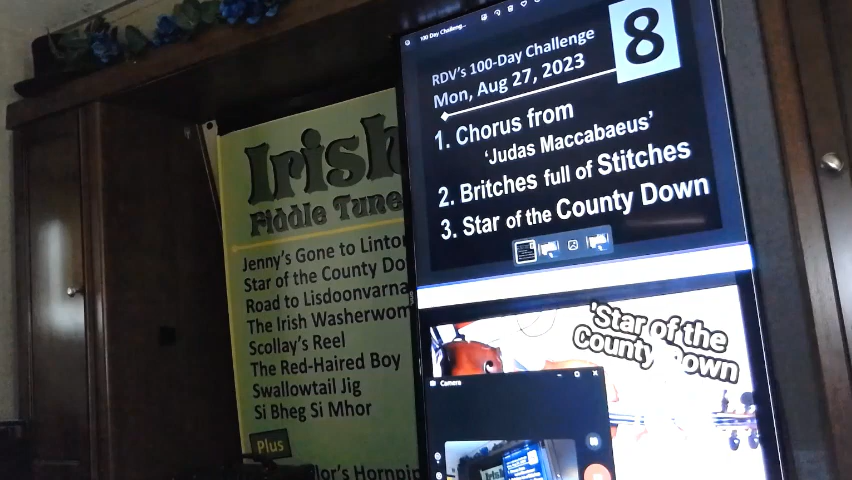 100 Day Challeng...
RDV's 100-Day Challenge
Mon, Aug 27, 2023
8
1. Chorus from
'Judas Maccabaeus'
2. Britches full of Stitches
3. Star of the County Down
Irish
Fiddle Tune
Jenny's Gone to Linton
Star of the County Do
Road to Lisdoonvarna
The Irish Washerwom
Scollay's Reel
The Red-Haired Boy
Swallowtail Jig
Si Bheg Si Mhor
Plus
lor's Hornpip
'Star of the
County Down
Camera